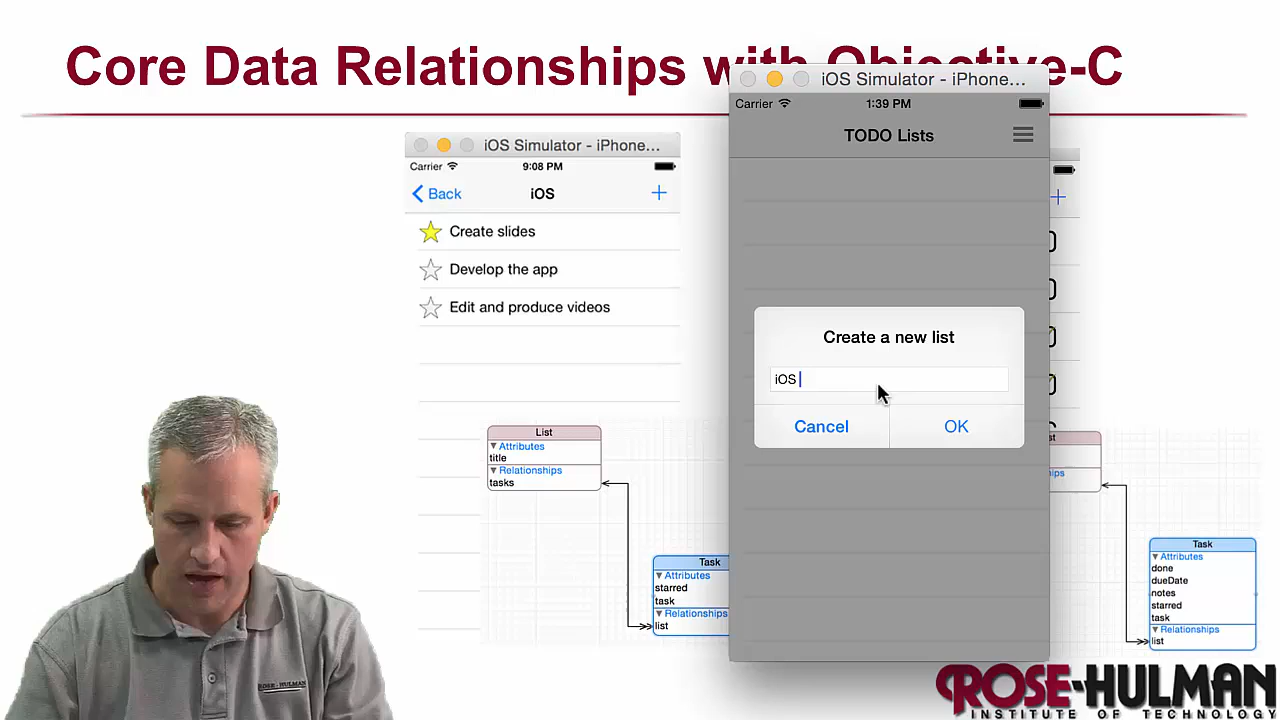 Core Data Relationships with Objective-C
iOS Simulator - iPhone...
Carrier 9:08 PM
Back iOS +
Create slides
Develop the app
Edit and produce videos
List
Attributes
title
Relationships
tasks
Task
Attributes
starred
task
Relationships
list
iOS Simulator - iPhone...
Carrier 1:39 PM
TODO Lists
Create a new list
iOS
Cancel OK
+
Task
Attributes
done
dueDate
notes
starred
task
Relationships
list
ROSE-HULMAN
ROSE-HULMAN
INSTITUTE OF TECHNOLOGY